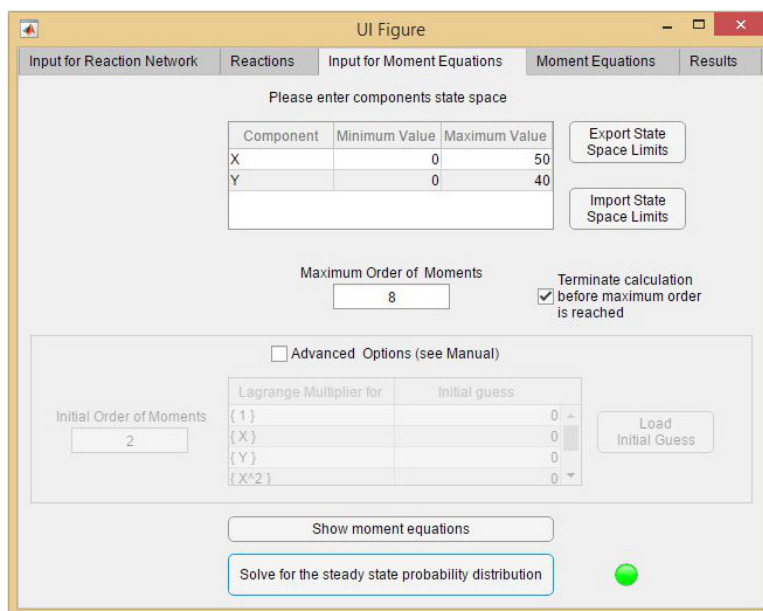 UI Figure
Input for Reaction Network Reactions Input for Moment Equations Moment Equations Results
Please enter components state space
Component Minimum Value Maximum Value
X 0 50
Y 0 40
Export State
Space Limits
Import State
Space Limits
Maximum Order of Moments
8
Terminate calculation
before maximum order
is reached
Advanced Options (see Manual)
Initial Order of Moments
2
Lagrange Multiplier for Initial guess
{ 1 } 0
{ X } 0
{ Y } 0
{ X^2 } 0
Load
Initial Guess
Show moment equations
Solve for the steady state probability distribution